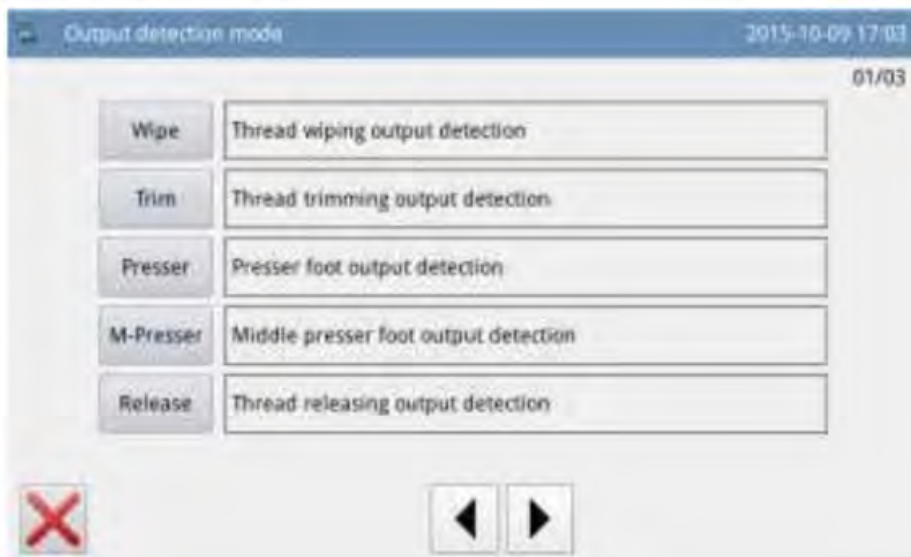 Output detection mode 2015-10-09 17:03
01/03
Wipe Thread wiping output detection
Trim Thread trimming output detection
Presser Presser foot output detection
M-Presser Middle presser foot output detection
Release Thread releasing output detection